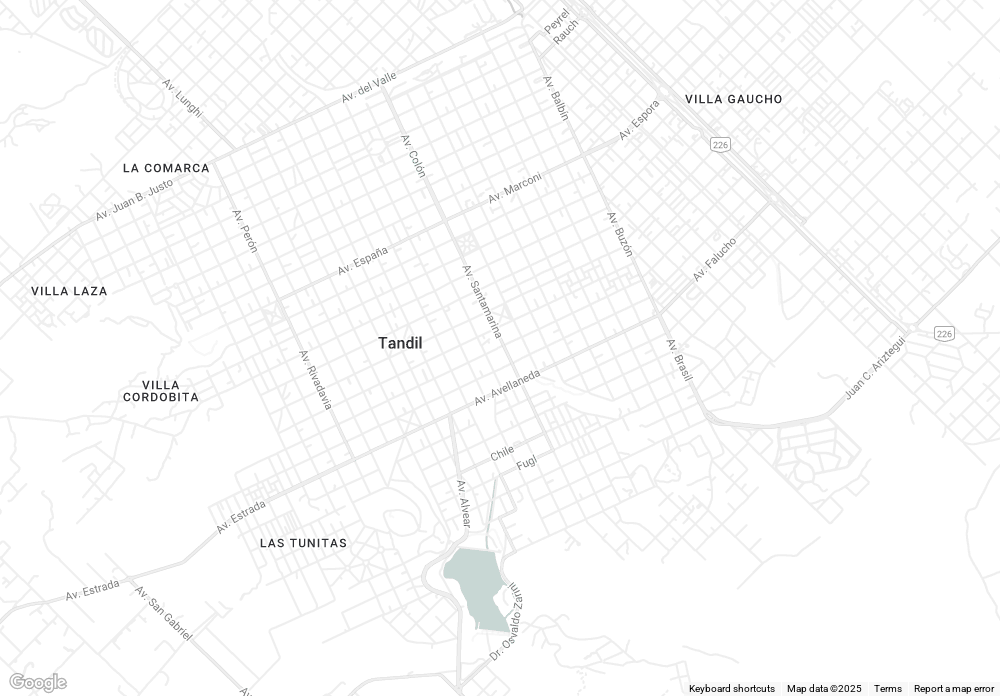 Peyrel
Rauch
Av. Lunghi
Av. del Valle
Av. Balbín
VILLA GAUCHO
Av. Espora
226
Av. Colón
LA COMARCA
Av. Juan B. Justo
Av. Marconi
Av. Perón
Av. Buzón
Av. España
Av. Falucho
VILLA LAZA
Av. Santamarina
226
Tandil
Av. Rivadavia
Av. Brasil
Juan C. Ariztegui
VILLA
CORDOBITA
Av. Avellaneda
Chile
Fugl
Av. Alvear
Av. Estrada
LAS TUNITAS
Av. Estrada
Av. San Gabriel
Dr. Osvaldo Zarini
Google
Keyboard shortcuts
Map data ©2025
Terms
Report a map error